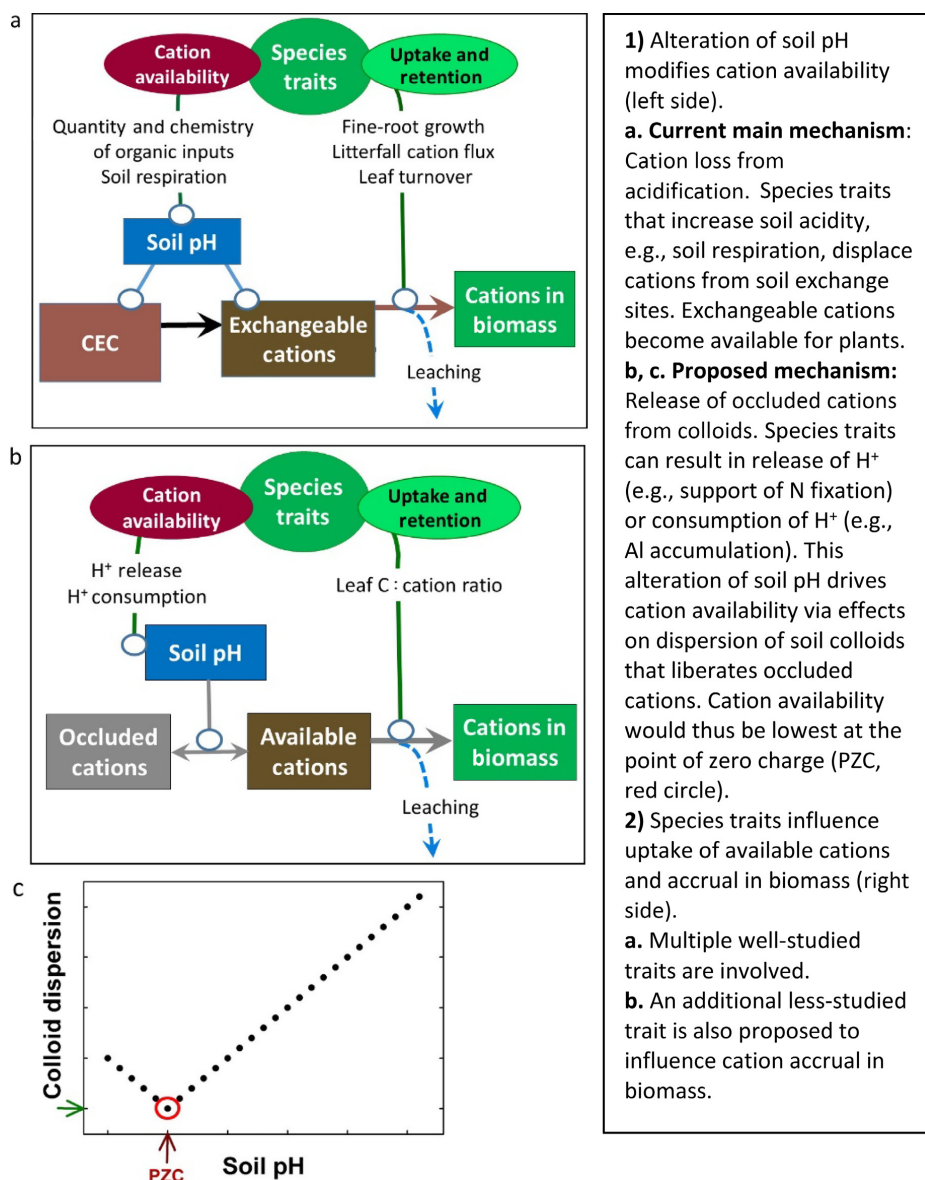 a
Cation
availability
Species
traits
Uptake and
retention
Quantity and chemistry
of organic inputs
Soil respiration
Fine-root growth
Litterfall cation flux
Leaf turnover
Soil pH
CEC
Exchangeable
cations
Cations in
biomass
Leaching
b
Cation
availability
Species
traits
Uptake and
retention
H⁺ release
H⁺ consumption
Leaf C : cation ratio
Soil pH
Occluded
cations
Available
cations
Cations in
biomass
Leaching
c
Colloid dispersion
PZC
Soil pH
1) Alteration of soil pH
modifies cation availability
(left side).
a. Current main mechanism:
Cation loss from
acidification. Species traits
that increase soil acidity,
e.g., soil respiration, displace
cations from soil exchange
sites. Exchangeable cations
become available for plants.
b, c. Proposed mechanism:
Release of occluded cations
from colloids. Species traits
can result in release of H⁺
(e.g., support of N fixation)
or consumption of H⁺ (e.g.,
Al accumulation). This
alteration of soil pH drives
cation availability via effects
on dispersion of soil colloids
that liberates occluded
cations. Cation availability
would thus be lowest at the
point of zero charge (PZC,
red circle).
2) Species traits influence
uptake of available cations
and accrual in biomass (right
side).
a. Multiple well-studied
traits are involved.
b. An additional less-studied
trait is also proposed to
influence cation accrual in
biomass.